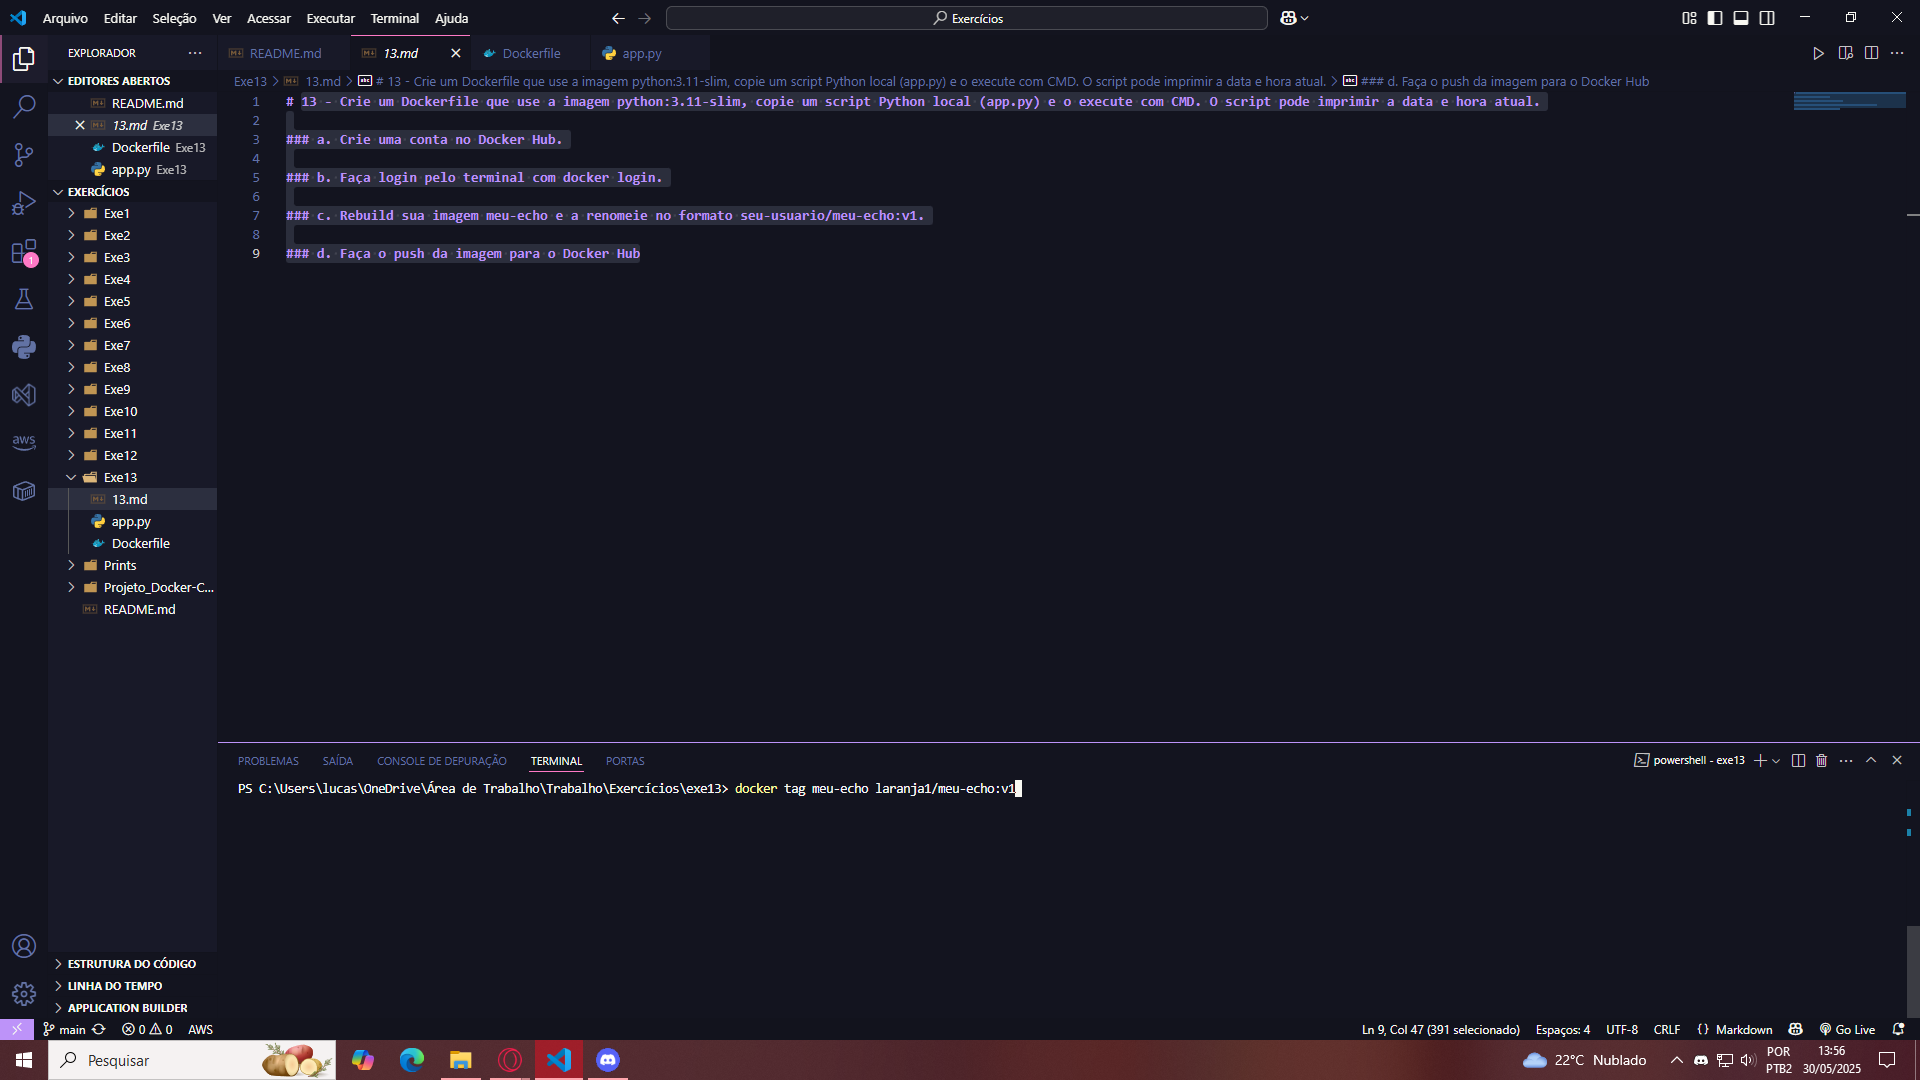 Arquivo Editar Seleção Ver Acessar Executar Terminal Ajuda
Exercícios
EXPLORADOR
README.md
13.md
Dockerfile
app.py
EDITORES ABERTOS
README.md
13.md Exe13
Dockerfile Exe13
app.py Exe13
EXERCÍCIOS
Exe1
Exe2
Exe3
Exe4
Exe5
Exe6
Exe7
Exe8
Exe9
Exe10
Exe11
Exe12
Exe13
13.md
app.py
Dockerfile
Prints
Projeto_Docker-C...
README.md
ESTRUTURA DO CÓDIGO
LINHA DO TEMPO
APPLICATION BUILDER
1
aws
Exe13 > 13.md > # 13 - Crie um Dockerfile que use a imagem python:3.11-slim, copie um script Python local (app.py) e o execute com CMD. O script pode imprimir a data e hora atual. > ### d. Faça o push da imagem para o Docker Hub
1 # 13 - Crie um Dockerfile que use a imagem python:3.11-slim, copie um script Python local (app.py) e o execute com CMD. O script pode imprimir a data e hora atual.
2
3 ### a. Crie uma conta no Docker Hub.
4
5 ### b. Faça login pelo terminal com docker login.
6
7 ### c. Rebuild sua imagem meu-echo e a renomeie no formato seu-usuario/meu-echo:v1.
8
9 ### d. Faça o push da imagem para o Docker Hub
PROBLEMAS SAÍDA CONSOLE DE DEPURAÇÃO TERMINAL PORTAS
powershell - exe13
PS C:\Users\lucas\OneDrive\Área de Trabalho\Trabalho\Exercícios\exe13> docker tag meu-echo laranja1/meu-echo:v1
main 0 0 AWS
Ln 9, Col 47 (391 selecionado) Espaços: 4 UTF-8 CRLF {} Markdown Go Live
Pesquisar
22°C Nublado
POR
PTB2
13:56
30/05/2025